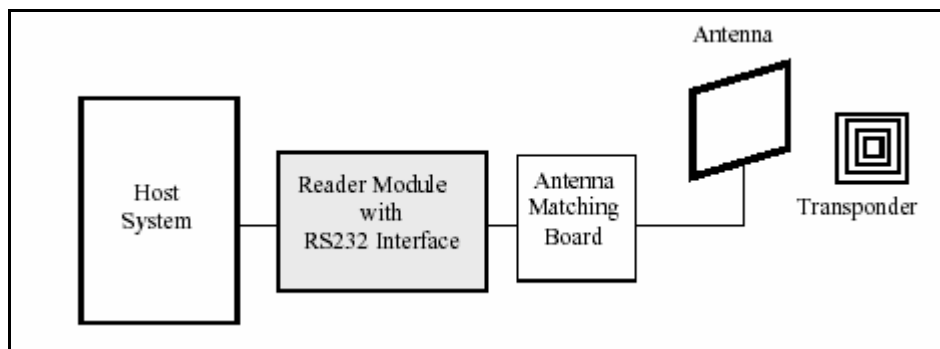 Antenna
Host
System
Reader Module
with
RS232 Interface
Antenna
Matching
Board
Transponder